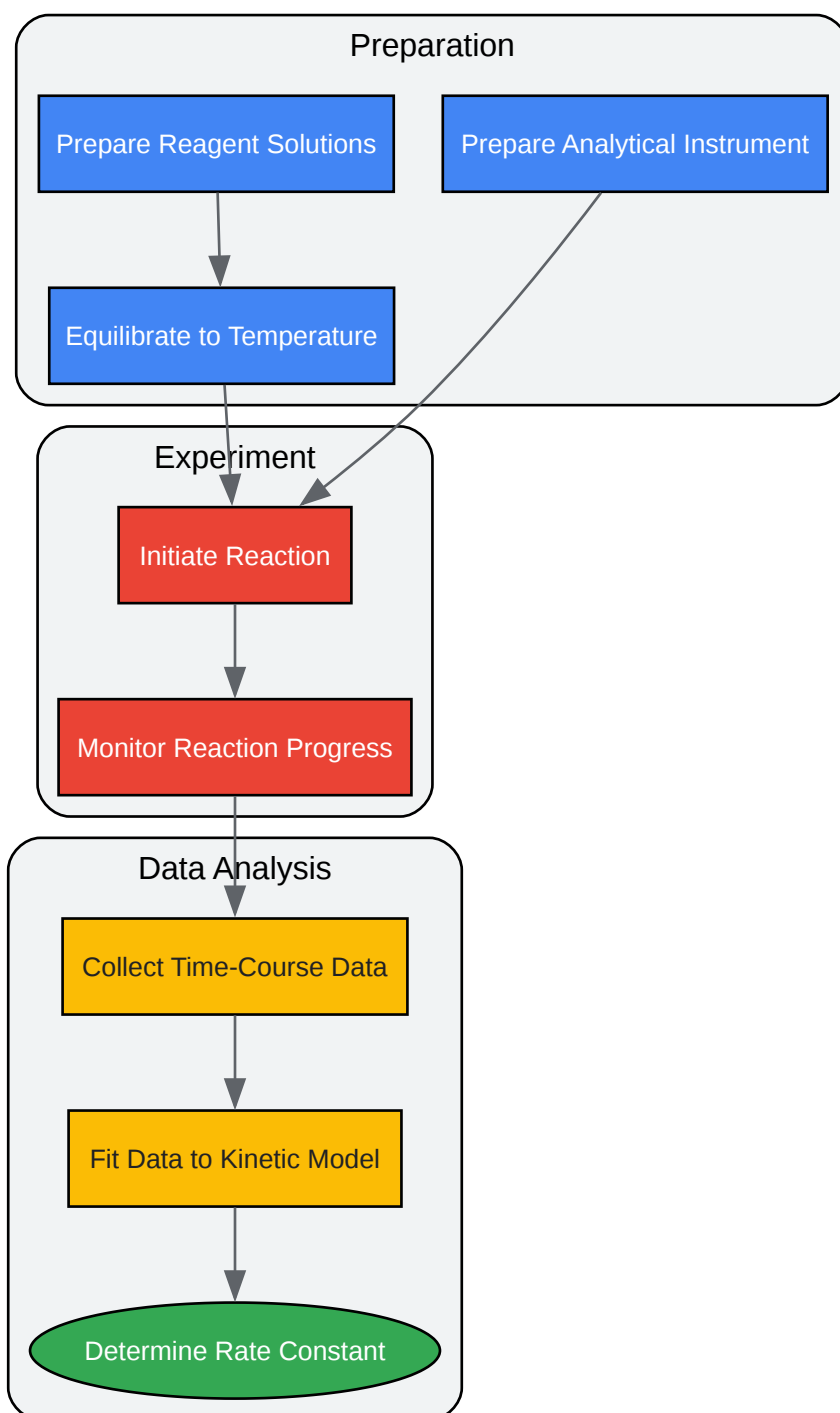 Preparation
Prepare Reagent Solutions
Prepare Analytical Instrument
Equilibrate to Temperature
Experiment
Initiate Reaction
Monitor Reaction Progress
Data Analysis
Collect Time-Course Data
Fit Data to Kinetic Model
Determine Rate Constant